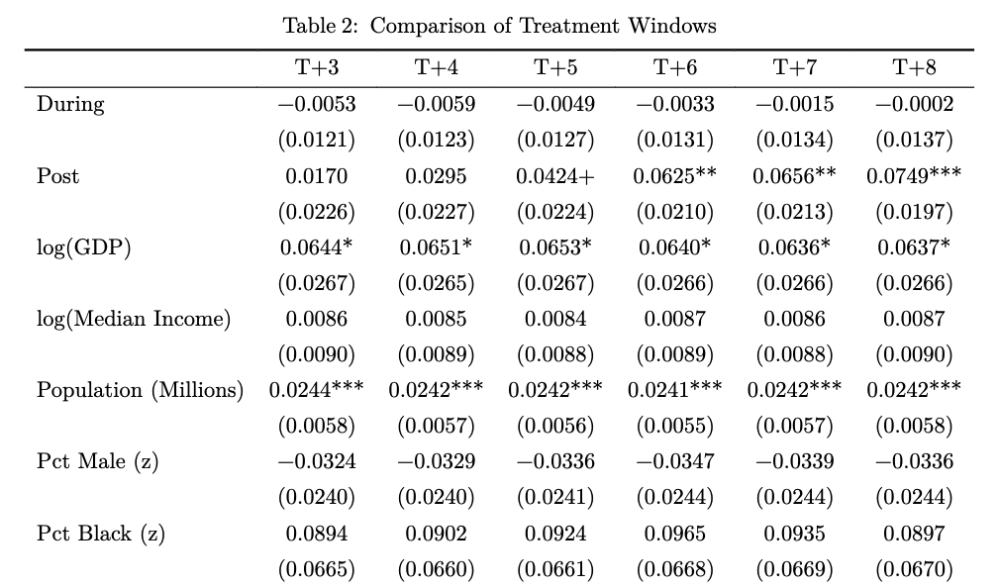 Table 2: Comparison of Treatment Windows
T+3 T+4 T+5 T+6 T+7 T+8
During −0.0053 −0.0059 −0.0049 −0.0033 −0.0015 −0.0002
(0.0121) (0.0123) (0.0127) (0.0131) (0.0134) (0.0137)
Post 0.0170 0.0295 0.0424+ 0.0625** 0.0656** 0.0749***
(0.0226) (0.0227) (0.0224) (0.0210) (0.0213) (0.0197)
log(GDP) 0.0644* 0.0651* 0.0653* 0.0640* 0.0636* 0.0637*
(0.0267) (0.0265) (0.0267) (0.0266) (0.0266) (0.0266)
log(Median Income) 0.0086 0.0085 0.0084 0.0087 0.0086 0.0087
(0.0090) (0.0089) (0.0088) (0.0089) (0.0088) (0.0090)
Population (Millions) 0.0244*** 0.0242*** 0.0242*** 0.0241*** 0.0242*** 0.0242***
(0.0058) (0.0057) (0.0056) (0.0055) (0.0057) (0.0058)
Pct Male (z) −0.0324 −0.0329 −0.0336 −0.0347 −0.0339 −0.0336
(0.0240) (0.0240) (0.0241) (0.0244) (0.0244) (0.0244)
Pct Black (z) 0.0894 0.0902 0.0924 0.0965 0.0935 0.0897
(0.0665) (0.0660) (0.0661) (0.0668) (0.0669) (0.0670)